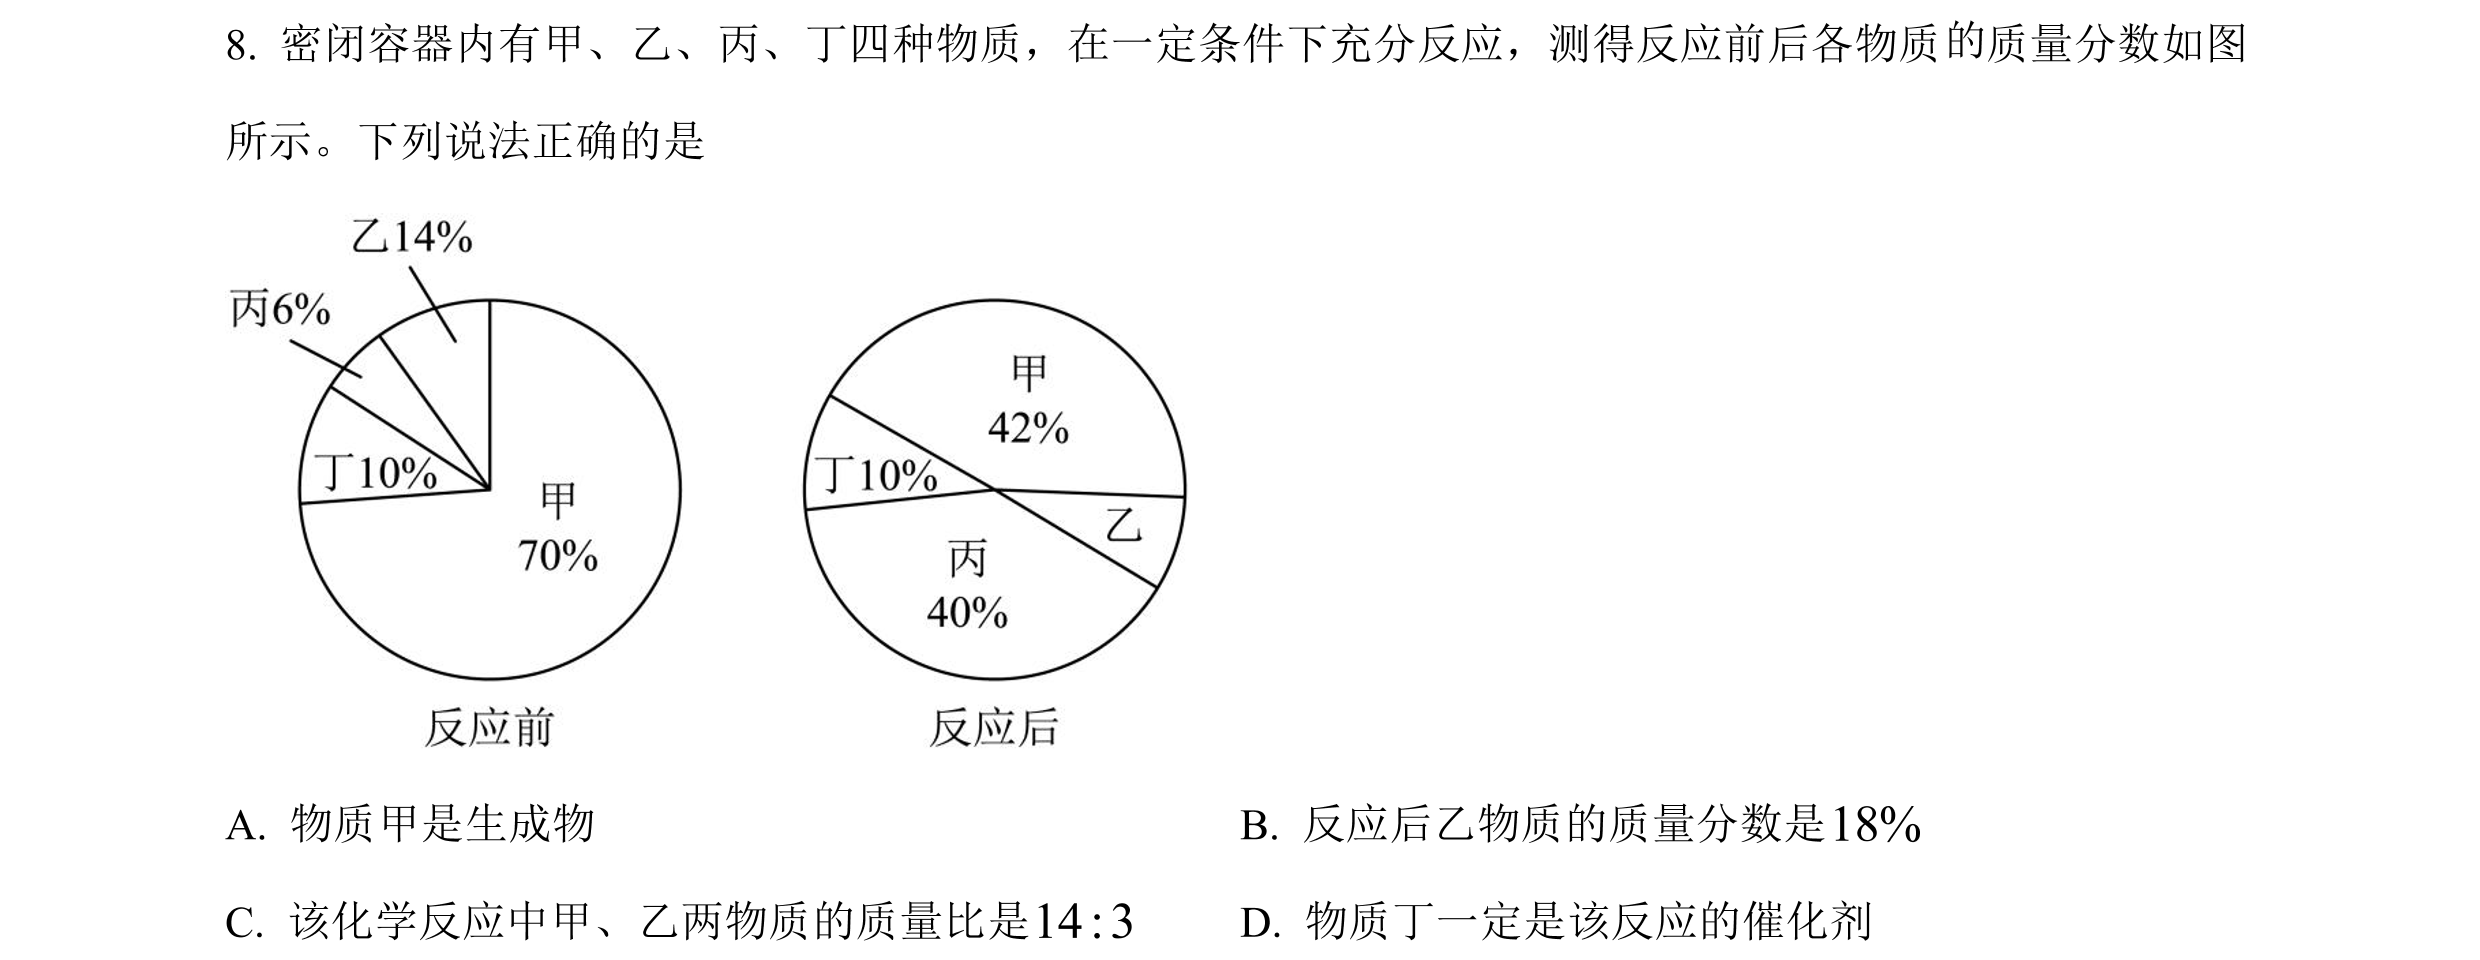 8. 密闭容器内有甲、乙、丙、丁四种物质，在一定条件下充分反应，测得反应前后各物质的质量分数如图
所示。下列说法正确的是
乙14%
丙6%
丁10%
甲
70%
反应前
甲
42%
丁10%
乙
丙
40%
反应后
A. 物质甲是生成物
B. 反应后乙物质的质量分数是18%
C. 该化学反应中甲、乙两物质的质量比是14:3
D. 物质丁一定是该反应的催化剂